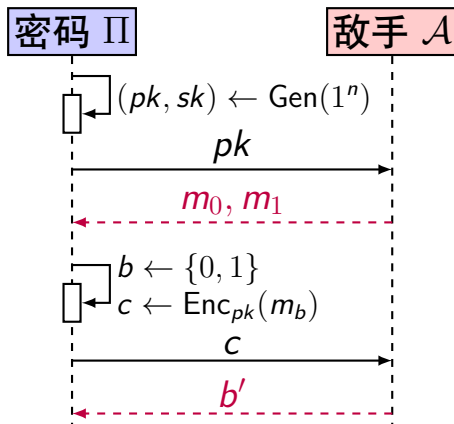 密码 Π
敌手 𝒜
(pk, sk) ← Gen(1ⁿ)
pk
m₀, m₁
b ← {0, 1}
c ← Enc_pk(m_b)
c
b′